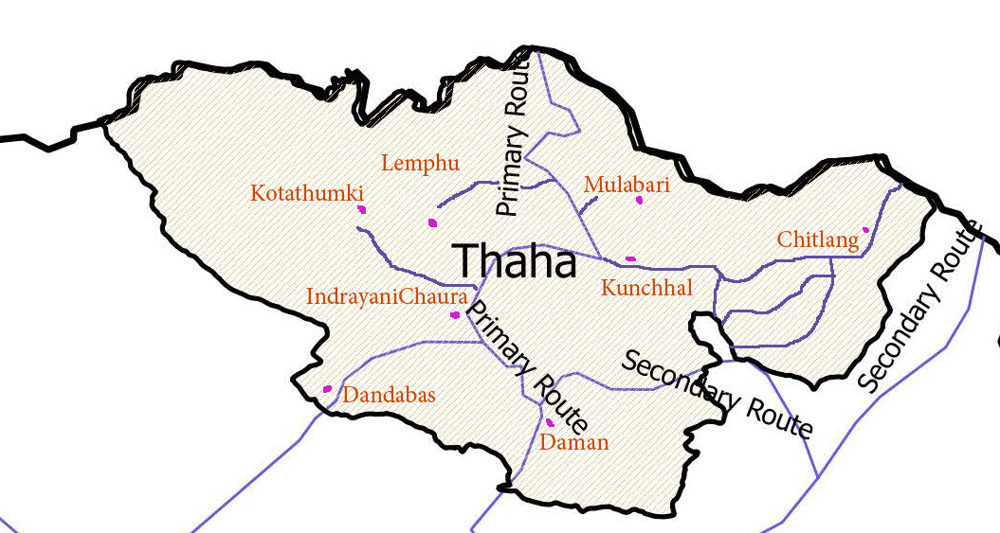 Primary Route
Lemphu
Mulabari
Kotathumki
Chitlang
Thaha
Kunchhal
IndrayaniChaura
Primary Route
Secondary Route
Secondary Route
Dandabas
Daman